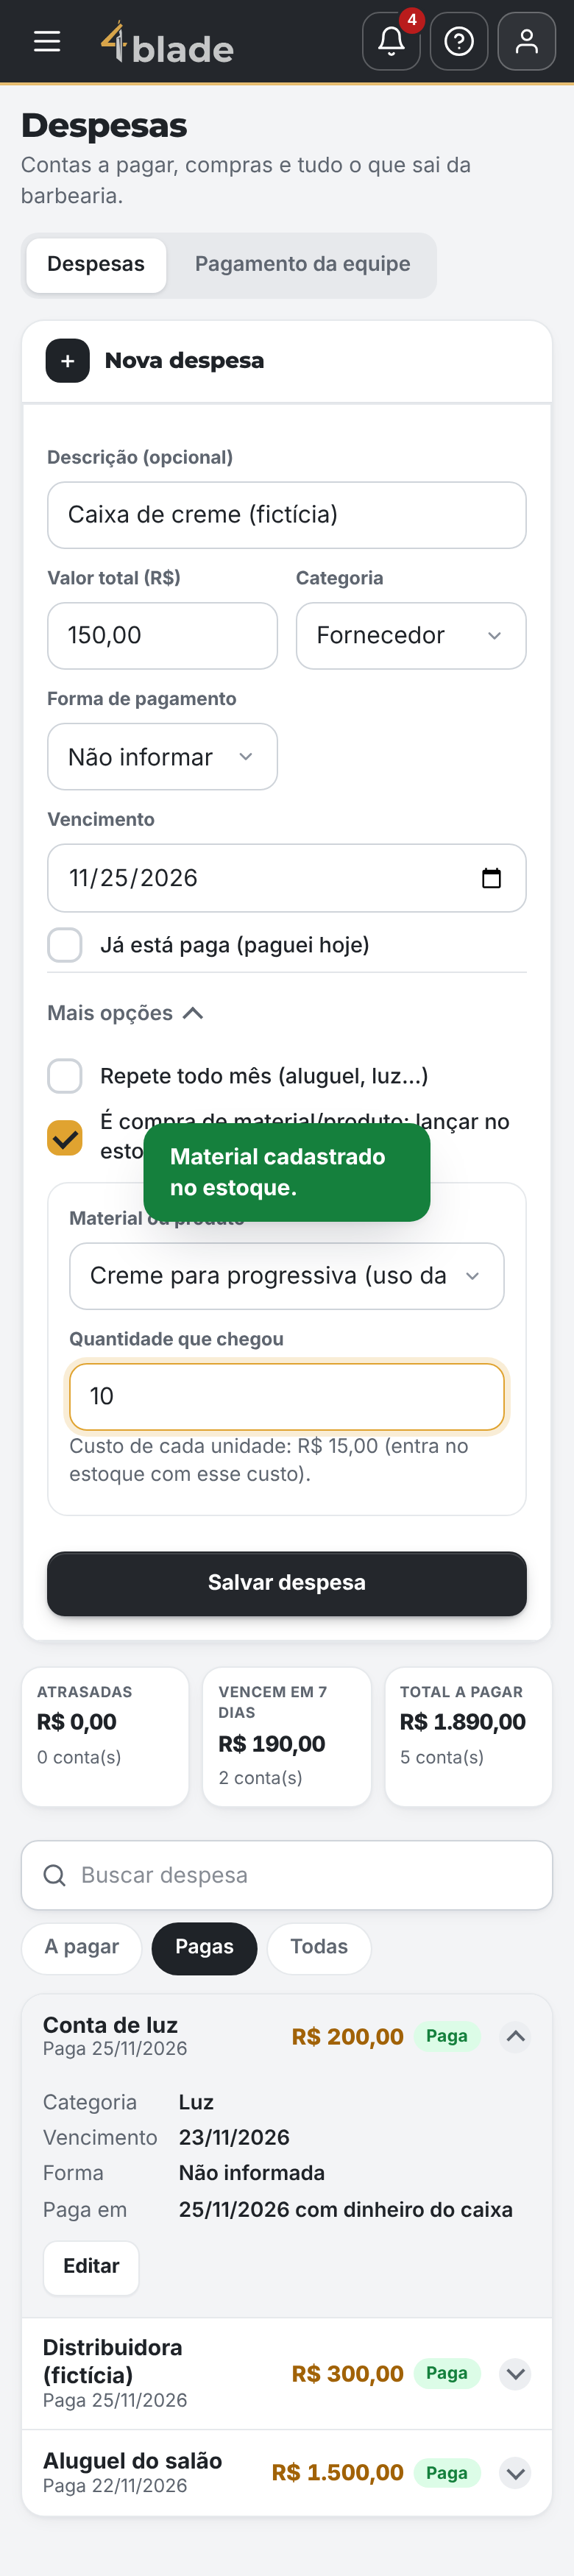 4blade
4
Despesas
Contas a pagar, compras e tudo o que sai da
barbearia.
Despesas
Pagamento da equipe
+ Nova despesa
Descrição (opcional)
Caixa de creme (fictícia)
Valor total (R$)
Categoria
150,00
Fornecedor
Forma de pagamento
Não informar
Vencimento
11/25/2026
Já está paga (paguei hoje)
Mais opções
Repete todo mês (aluguel, luz...)
É compra de material/produto: lançar no
esto
Material cadastrado
no estoque.
Material ou produto
Creme para progressiva (uso da
Quantidade que chegou
10
Custo de cada unidade: R$ 15,00 (entra no
estoque com esse custo).
Salvar despesa
ATRASADAS
R$ 0,00
0 conta(s)
VENCEM EM 7
DIAS
R$ 190,00
2 conta(s)
TOTAL A PAGAR
R$ 1.890,00
5 conta(s)
Buscar despesa
A pagar
Pagas
Todas
Conta de luz
Paga 25/11/2026
R$ 200,00
Paga
Categoria Luz
Vencimento 23/11/2026
Forma Não informada
Paga em 25/11/2026 com dinheiro do caixa
Editar
Distribuidora
(fictícia)
Paga 25/11/2026
R$ 300,00
Paga
Aluguel do salão
Paga 22/11/2026
R$ 1.500,00
Paga